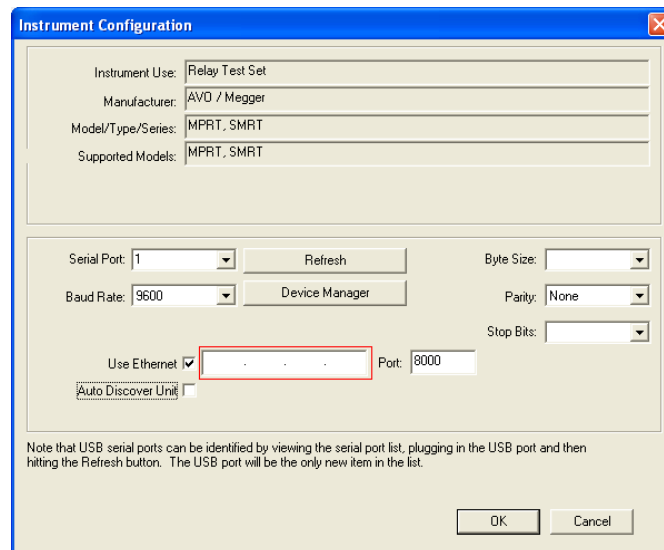 Instrument Configuration
Instrument Use: Relay Test Set
Manufacturer: AVO / Megger
Model/Type/Series: MPRT, SMRT
Supported Models: MPRT, SMRT
Serial Port: 1 Refresh Byte Size:
Baud Rate: 9600 Device Manager Parity: None
Stop Bits:
Use Ethernet . . . Port: 8000
Auto Discover Unit
Note that USB serial ports can be identified by viewing the serial port list, plugging in the USB port and then
hitting the Refresh button. The USB port will be the only new item in the list.
OK Cancel